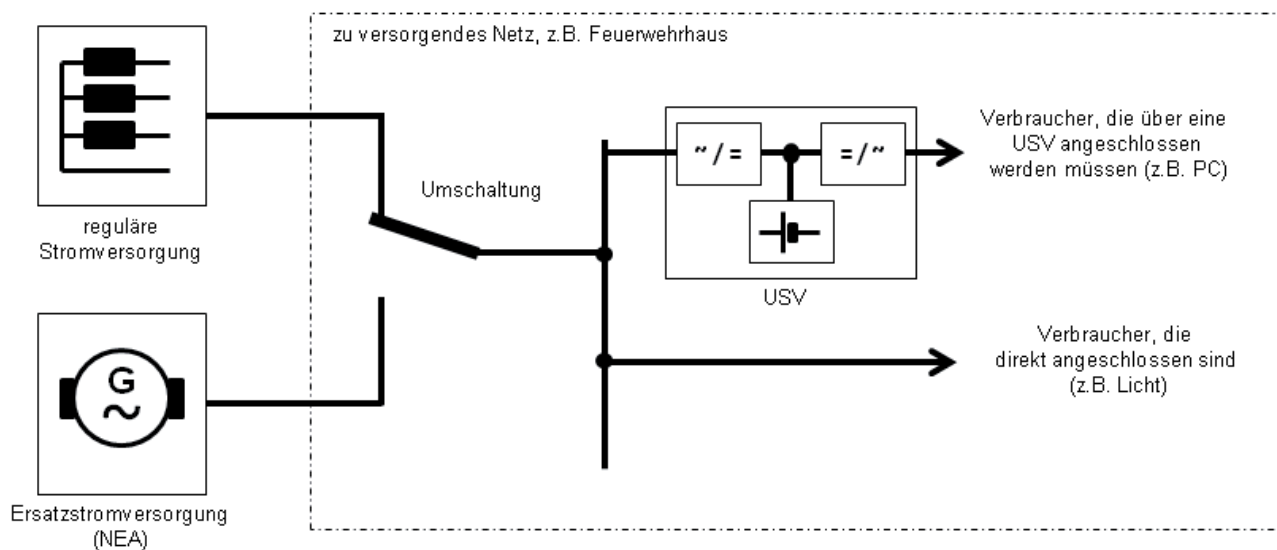 zu versorgendes Netz, z.B. Feuerwehrhaus
reguläre
Stromversorgung
Umschaltung
~/=
=/~
USV
Verbraucher, die über eine
USV angeschlossen
werden müssen (z.B. PC)
G
~
Ersatzstromversorgung
(NEA)
Verbraucher, die
direkt angeschlossen sind
(z.B. Licht)